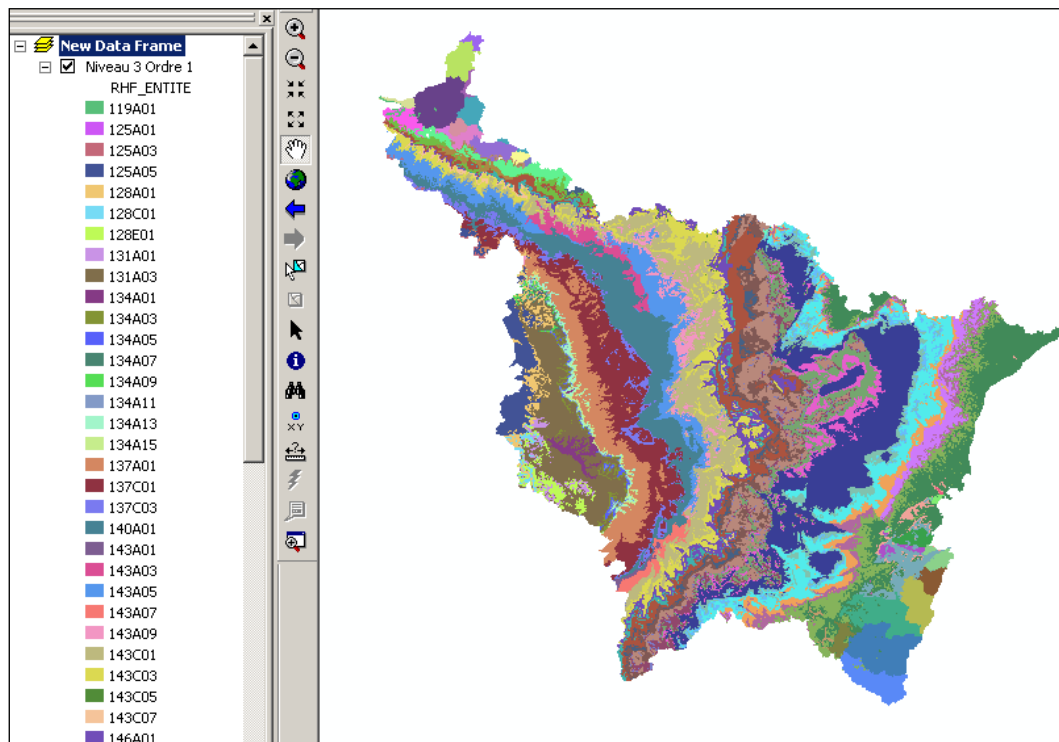 New Data Frame
Niveau 3 Ordre 1
RHF_ENTITE
119A01
125A01
125A03
125A05
128A01
128C01
128E01
131A01
131A03
134A01
134A03
134A05
134A07
134A09
134A11
134A13
134A15
137A01
137C01
137C03
140A01
143A01
143A03
143A05
143A07
143A09
143C01
143C03
143C05
143C07
146A01
XY